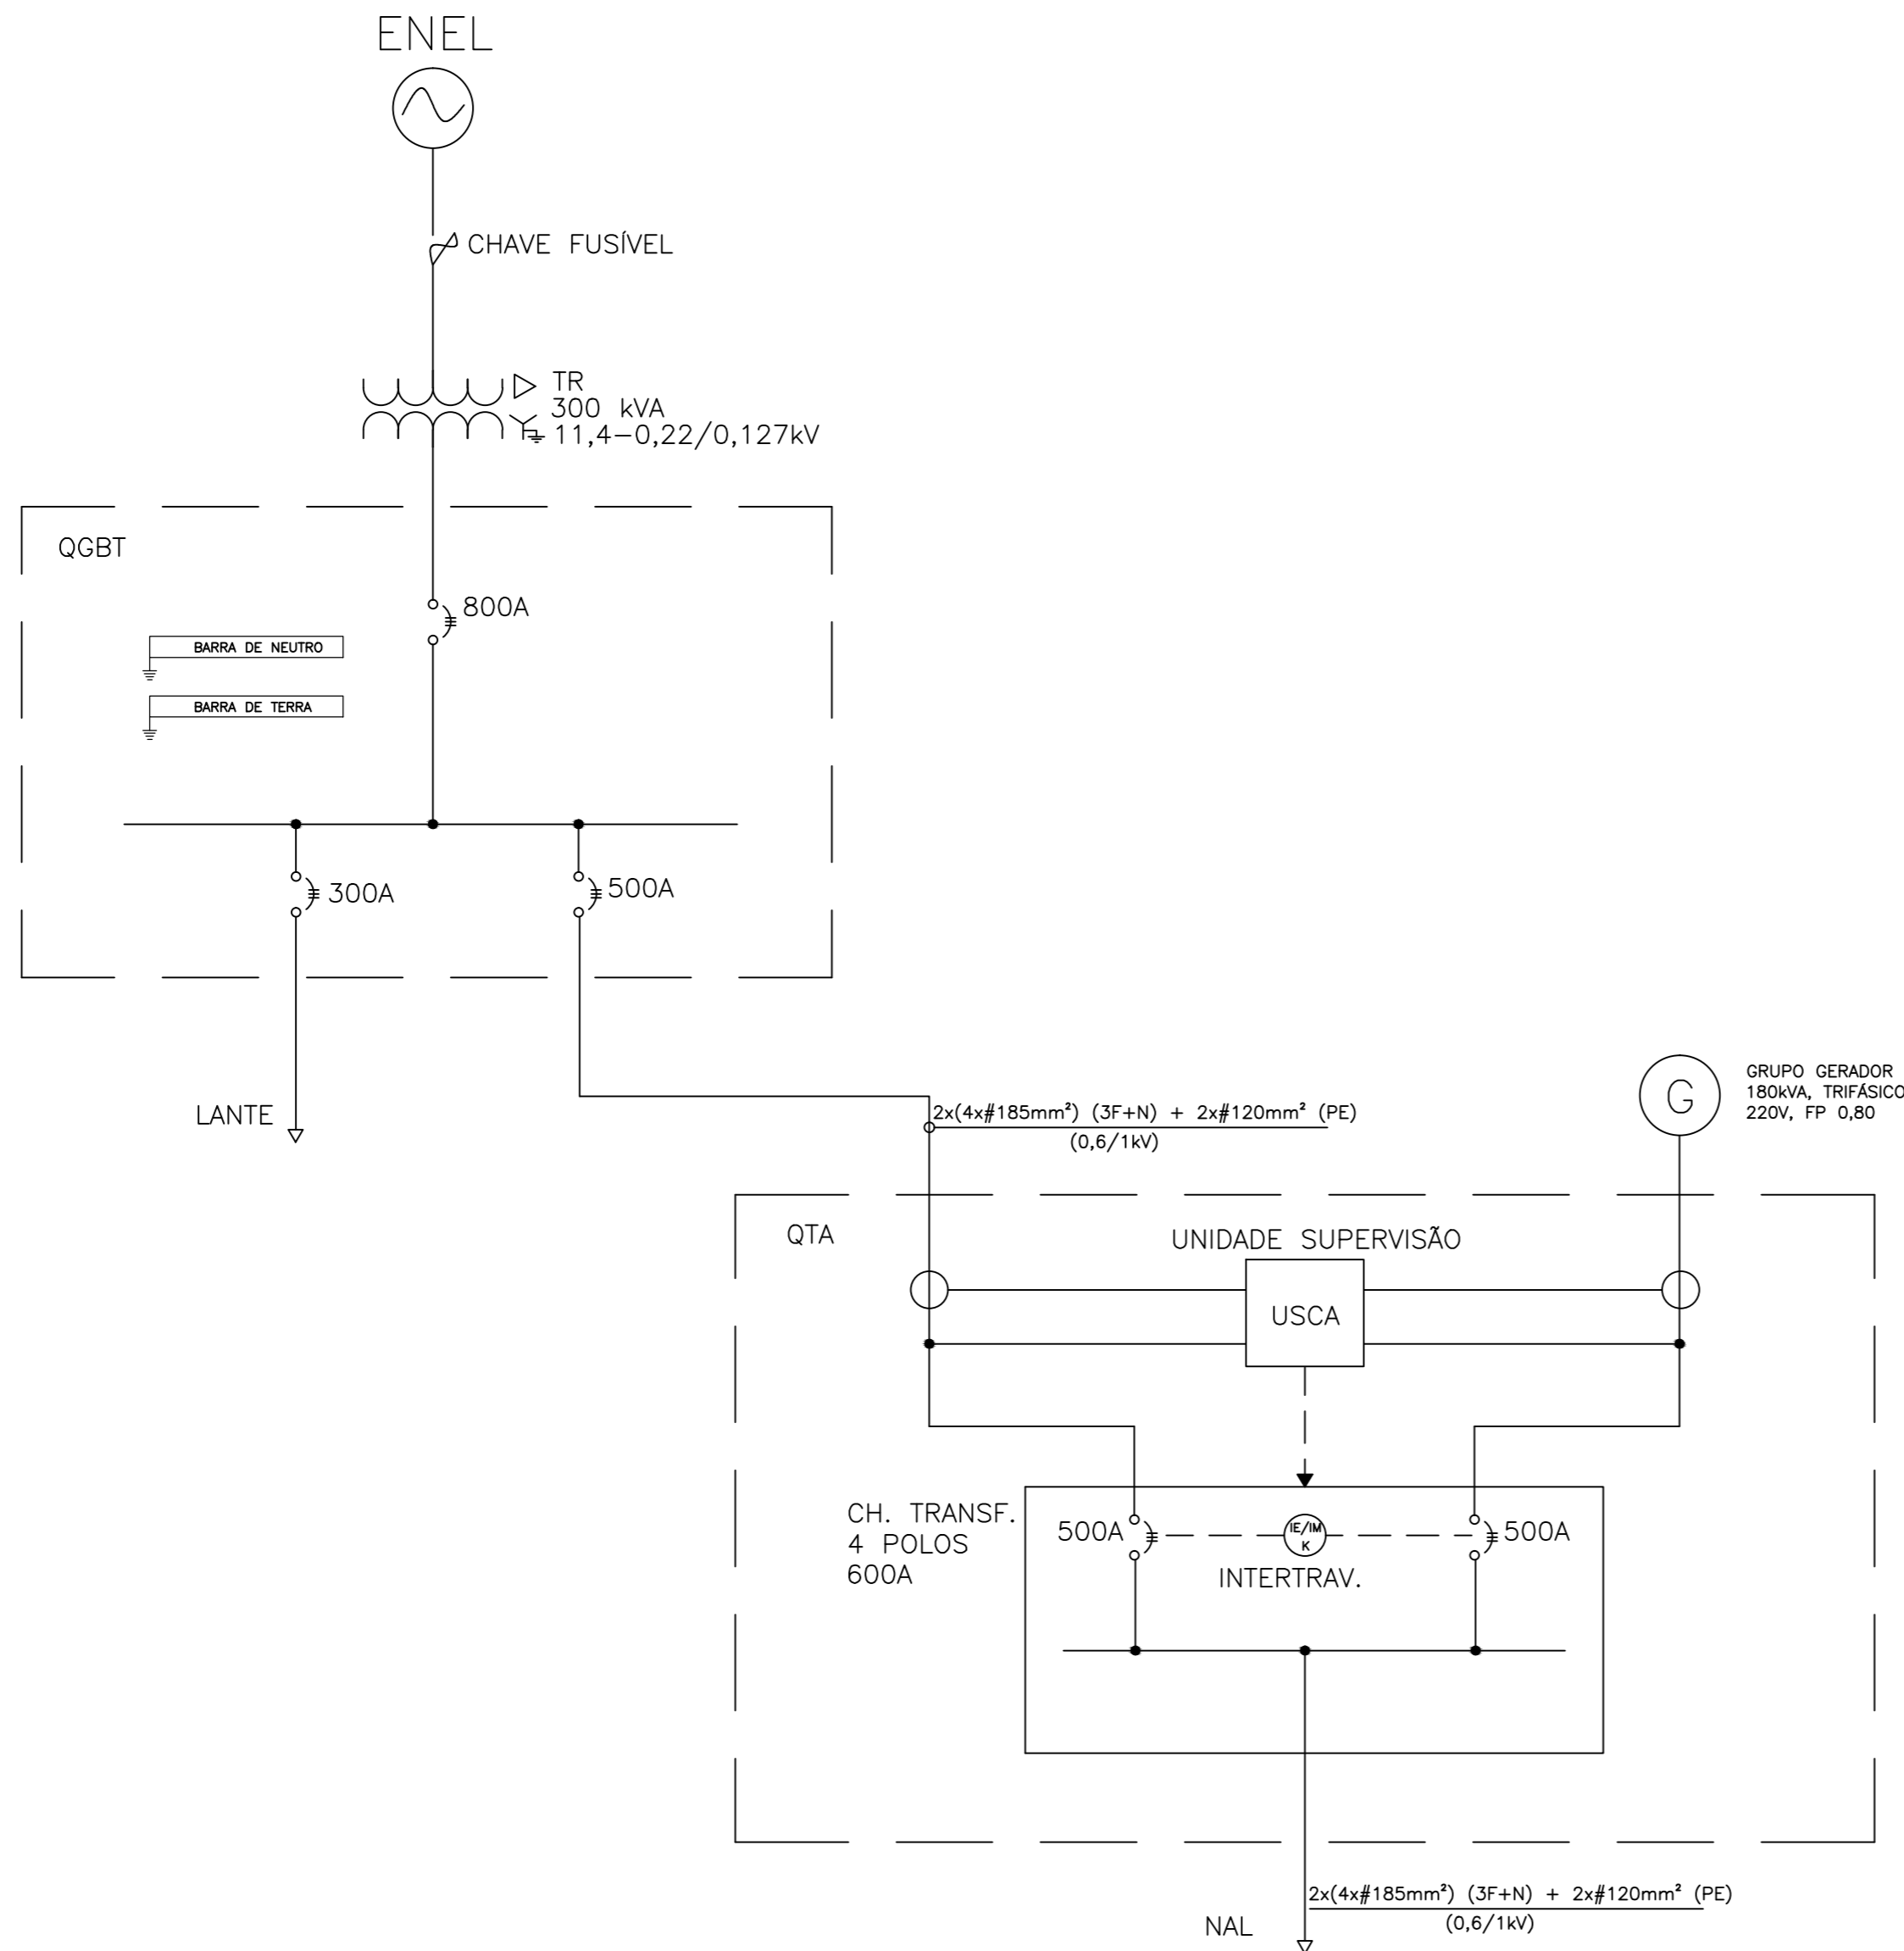 ENEL
CHAVE FUSÍVEL
TR
300 kVA
11,4-0,22/0,127kV
QGBT
800A
BARRA DE NEUTRO
BARRA DE TERRA
300A
500A
LANTE
2x(4x#185mm²) (3F+N) + 2x#120mm² (PE)
(0,6/1kV)
G
GRUPO GERADOR
180kVA, TRIFÁSICO
220V, FP 0,80
QTA
UNIDADE SUPERVISÃO
USCA
CH. TRANSF.
4 POLOS
600A
500A
IE/IM
K
500A
INTERTRAV.
2x(4x#185mm²) (3F+N) + 2x#120mm² (PE)
(0,6/1kV)
NAL